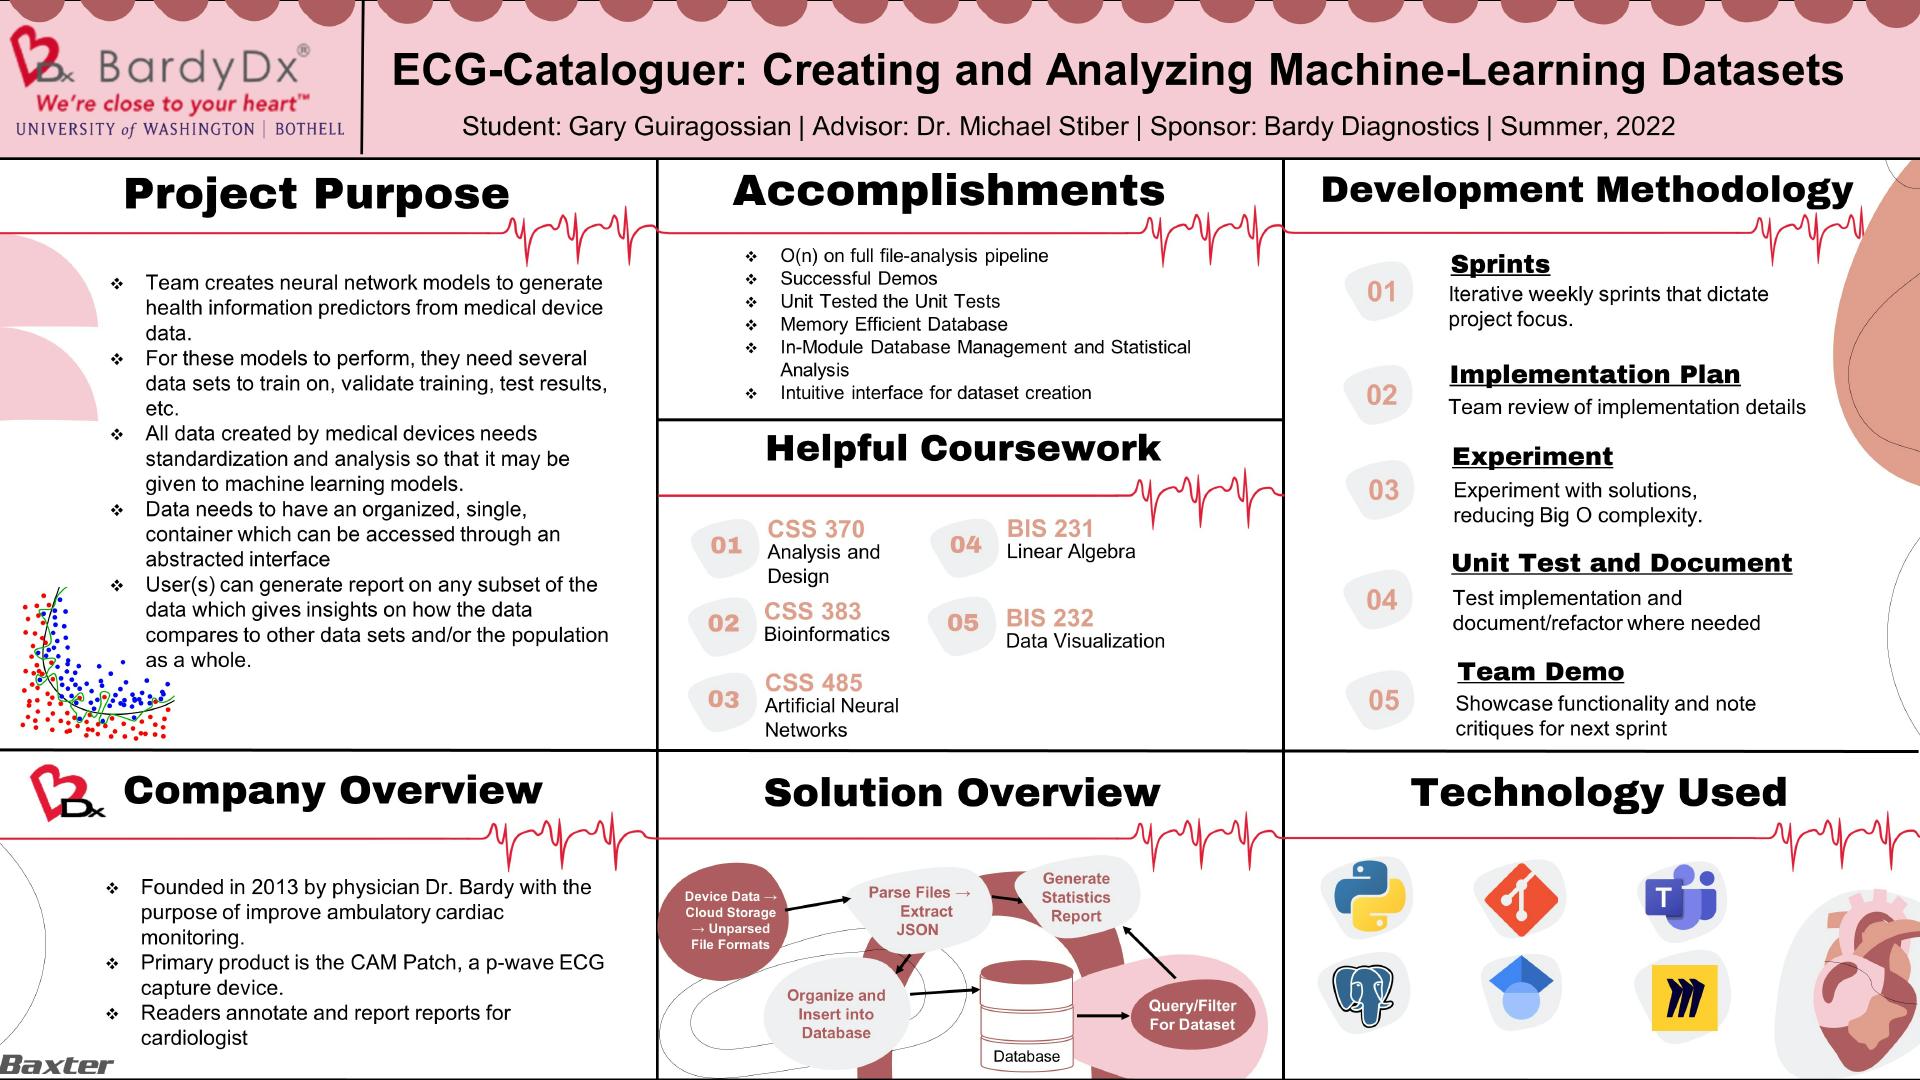 BardyDx®
We're close to your heart™
UNIVERSITY of WASHINGTON | BOTHELL
ECG-Cataloguer: Creating and Analyzing Machine-Learning Datasets
Student: Gary Guiragossian | Advisor: Dr. Michael Stiber | Sponsor: Bardy Diagnostics | Summer, 2022
Project Purpose
❖ Team creates neural network models to generate
health information predictors from medical device
data.
❖ For these models to perform, they need several
data sets to train on, validate training, test results,
etc.
❖ All data created by medical devices needs
standardization and analysis so that it may be
given to machine learning models.
❖ Data needs to have an organized, single,
container which can be accessed through an
abstracted interface
❖ User(s) can generate report on any subset of the
data which gives insights on how the data
compares to other data sets and/or the population
as a whole.
Accomplishments
❖ O(n) on full file-analysis pipeline
❖ Successful Demos
❖ Unit Tested the Unit Tests
❖ Memory Efficient Database
❖ In-Module Database Management and Statistical
Analysis
❖ Intuitive interface for dataset creation
Helpful Coursework
01
CSS 370
Analysis and
Design
02
CSS 383
Bioinformatics
03
CSS 485
Artificial Neural
Networks
04
BIS 231
Linear Algebra
05
BIS 232
Data Visualization
Development Methodology
01
Sprints
Iterative weekly sprints that dictate
project focus.
02
Implementation Plan
Team review of implementation details
03
Experiment
Experiment with solutions,
reducing Big O complexity.
04
Unit Test and Document
Test implementation and
document/refactor where needed
05
Team Demo
Showcase functionality and note
critiques for next sprint
Dx
Company Overview
❖ Founded in 2013 by physician Dr. Bardy with the
purpose of improve ambulatory cardiac
monitoring.
❖ Primary product is the CAM Patch, a p-wave ECG
capture device.
❖ Readers annotate and report reports for
cardiologist
Baxter
Solution Overview
Device Data →
Cloud Storage
→ Unparsed
File Formats
Parse Files →
Extract
JSON
Generate
Statistics
Report
Organize and
Insert into
Database
Database
Query/Filter
For Dataset
Technology Used
T